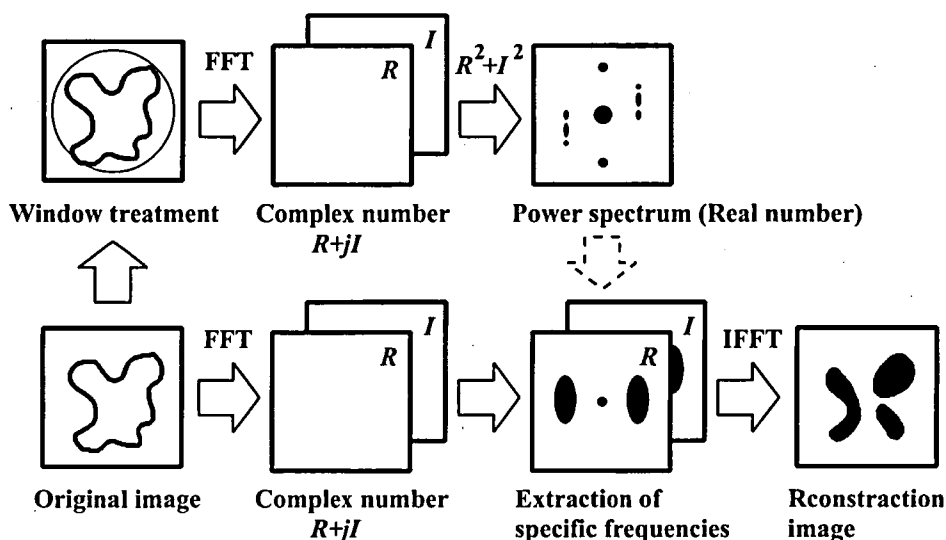 FFT
I
R
R²+I²
Window treatment
Complex number
R+jI
Power spectrum (Real number)
FFT
I
R
I
R
IFFT
Original image
Complex number
R+jI
Extraction of
specific frequencies
Rconstraction
image